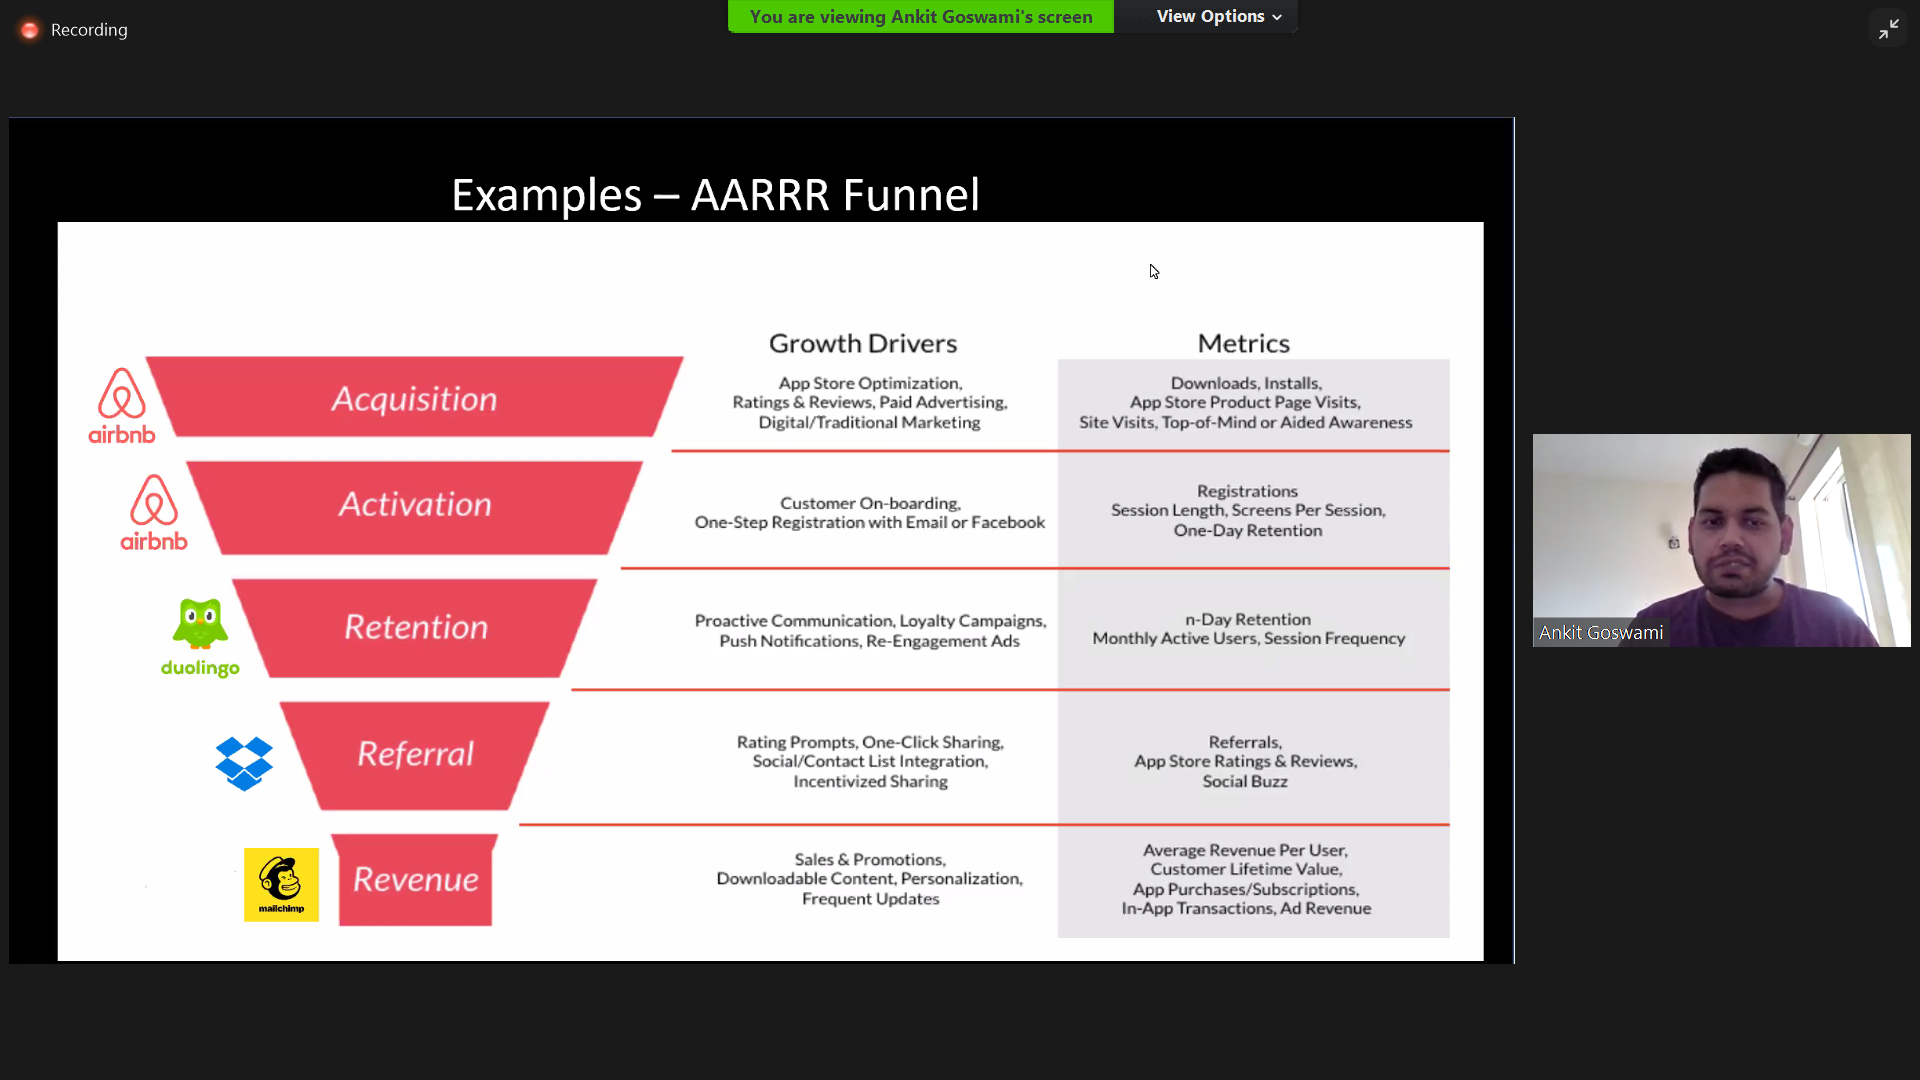 Recording
You are viewing Ankit Goswami's screen
View Options
Examples – AARRR Funnel
Growth Drivers
Metrics
airbnb
Acquisition
App Store Optimization,
Ratings & Reviews, Paid Advertising,
Digital/Traditional Marketing
Downloads, Installs,
App Store Product Page Visits,
Site Visits, Top-of-Mind or Aided Awareness
airbnb
Activation
Customer On-boarding,
One-Step Registration with Email or Facebook
Registrations
Session Length, Screens Per Session,
One-Day Retention
duolingo
Retention
Proactive Communication, Loyalty Campaigns,
Push Notifications, Re-Engagement Ads
n-Day Retention
Monthly Active Users, Session Frequency
Referral
Rating Prompts, One-Click Sharing,
Social/Contact List Integration,
Incentivized Sharing
Referrals,
App Store Ratings & Reviews,
Social Buzz
mailchimp
Revenue
Sales & Promotions,
Downloadable Content, Personalization,
Frequent Updates
Average Revenue Per User,
Customer Lifetime Value,
App Purchases/Subscriptions,
In-App Transactions, Ad Revenue
Ankit Goswami